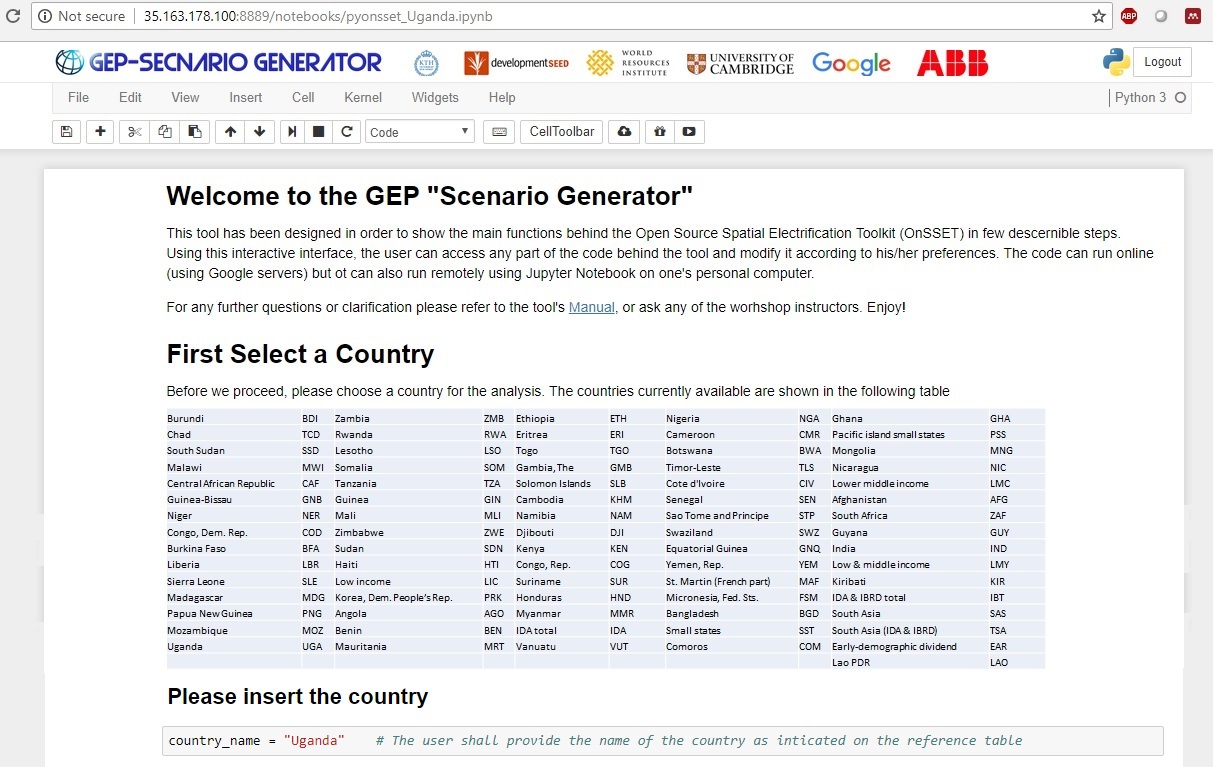 Not secure | 35.163.178.100:8889/notebooks/pyonsset_Uganda.ipynb ABP
GEP-SECNARIO GENERATOR KTH developmentSEED WORLD RESOURCES INSTITUTE UNIVERSITY OF CAMBRIDGE Google ABB Logout
File Edit View Insert Cell Kernel Widgets Help Python 3
Code CellToolbar
Welcome to the GEP "Scenario Generator"
This tool has been designed in order to show the main functions behind the Open Source Spatial Electrification Toolkit (OnSSET) in few descernible steps.
Using this interactive interface, the user can access any part of the code behind the tool and modify it according to his/her preferences. The code can run online
(using Google servers) but ot can also run remotely using Jupyter Notebook on one's personal computer.
For any further questions or clarification please refer to the tool's Manual, or ask any of the worhshop instructors. Enjoy!
First Select a Country
Before we proceed, please choose a country for the analysis. The countries currently available are shown in the following table
Burundi BDI Zambia ZMB Ethiopia ETH Nigeria NGA Ghana GHA
Chad TCD Rwanda RWA Eritrea ERI Cameroon CMR Pacific island small states PSS
South Sudan SSD Lesotho LSO Togo TGO Botswana BWA Mongolia MNG
Malawi MWI Somalia SOM Gambia, The GMB Timor-Leste TLS Nicaragua NIC
Central African Republic CAF Tanzania TZA Solomon Islands SLB Cote d'Ivoire CIV Lower middle income LMC
Guinea-Bissau GNB Guinea GIN Cambodia KHM Senegal SEN Afghanistan AFG
Niger NER Mali MLI Namibia NAM Sao Tome and Principe STP South Africa ZAF
Congo, Dem. Rep. COD Zimbabwe ZWE Djibouti DJI Swaziland SWZ Guyana GUY
Burkina Faso BFA Sudan SDN Kenya KEN Equatorial Guinea GNQ India IND
Liberia LBR Haiti HTI Congo, Rep. COG Yemen, Rep. YEM Low & middle income LMY
Sierra Leone SLE Low income LIC Suriname SUR St. Martin (French part) MAF Kiribati KIR
Madagascar MDG Korea, Dem. People's Rep. PRK Honduras HND Micronesia, Fed. Sts. FSM IDA & IBRD total IBT
Papua New Guinea PNG Angola AGO Myanmar MMR Bangladesh BGD South Asia SAS
Mozambique MOZ Benin BEN IDA total IDA Small states SST South Asia (IDA & IBRD) TSA
Uganda UGA Mauritania MRT Vanuatu VUT Comoros COM Early-demographic dividend EAR
Lao PDR LAO
Please insert the country
country_name = "Uganda" # The user shall provide the name of the country as inticated on the reference table